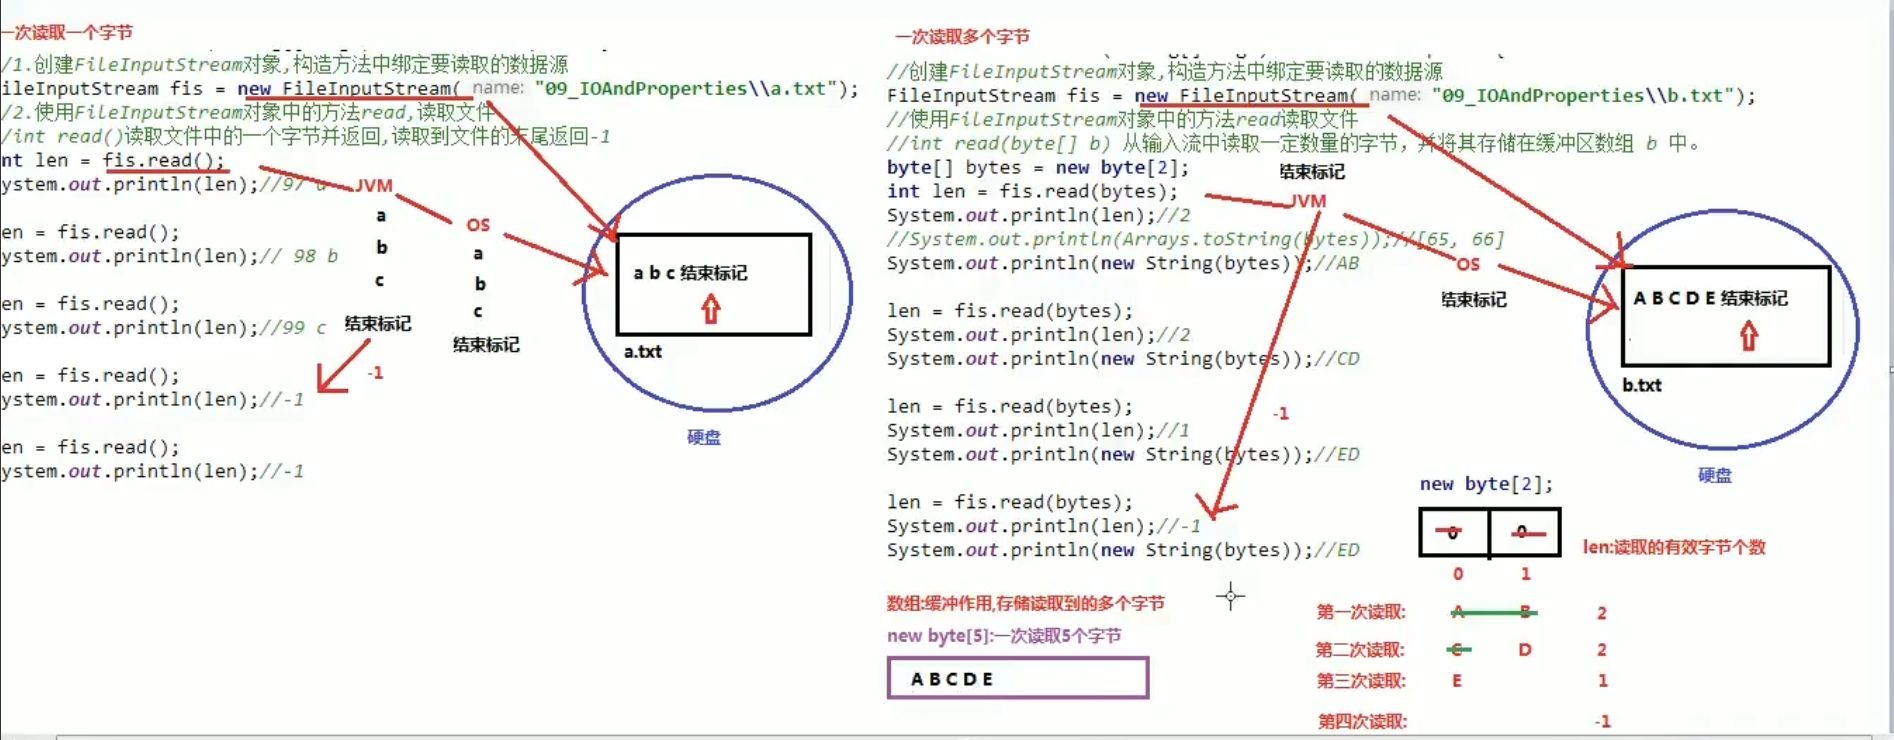 一次读取一个字节
/1.创建FileInputStream对象,构造方法中绑定要读取的数据源
ileInputStream fis = new FileInputStream( name: "09_IOAndProperties\\a.txt");
/2.使用FileInputStream对象中的方法read,读取文件
/int read()读取文件中的一个字节并返回,读取到文件的末尾返回-1
nt len = fis.read();
ystem.out.println(len);//97 a
en = fis.read();
ystem.out.println(len);// 98 b
en = fis.read();
ystem.out.println(len);//99 c
en = fis.read();
ystem.out.println(len);//-1
en = fis.read();
ystem.out.println(len);//-1
JVM
a
b
c
结束标记
-1
OS
a
b
c
结束标记
a b c 结束标记
a.txt
硬盘
一次读取多个字节
//创建FileInputStream对象,构造方法中绑定要读取的数据源
FileInputStream fis = new FileInputStream( name: "09_IOAndProperties\\b.txt");
//使用FileInputStream对象中的方法read读取文件
//int read(byte[] b) 从输入流中读取一定数量的字节，并将其存储在缓冲区数组 b 中。
byte[] bytes = new byte[2];
int len = fis.read(bytes);
System.out.println(len);//2
//System.out.println(Arrays.toString(bytes));//[65, 66]
System.out.println(new String(bytes));//AB
len = fis.read(bytes);
System.out.println(len);//2
System.out.println(new String(bytes));//CD
len = fis.read(bytes);
System.out.println(len);//1
System.out.println(new String(bytes));//ED
len = fis.read(bytes);
System.out.println(len);//-1
System.out.println(new String(bytes));//ED
结束标记
JVM
-1
OS
结束标记
A B C D E 结束标记
b.txt
硬盘
new byte[2];
0 0
0 1
len:读取的有效字节个数
第一次读取: A B 2
第二次读取: C D 2
第三次读取: E 1
第四次读取: -1
数组:缓冲作用,存储读取到的多个字节
new byte[5]:一次读取5个字节
A B C D E